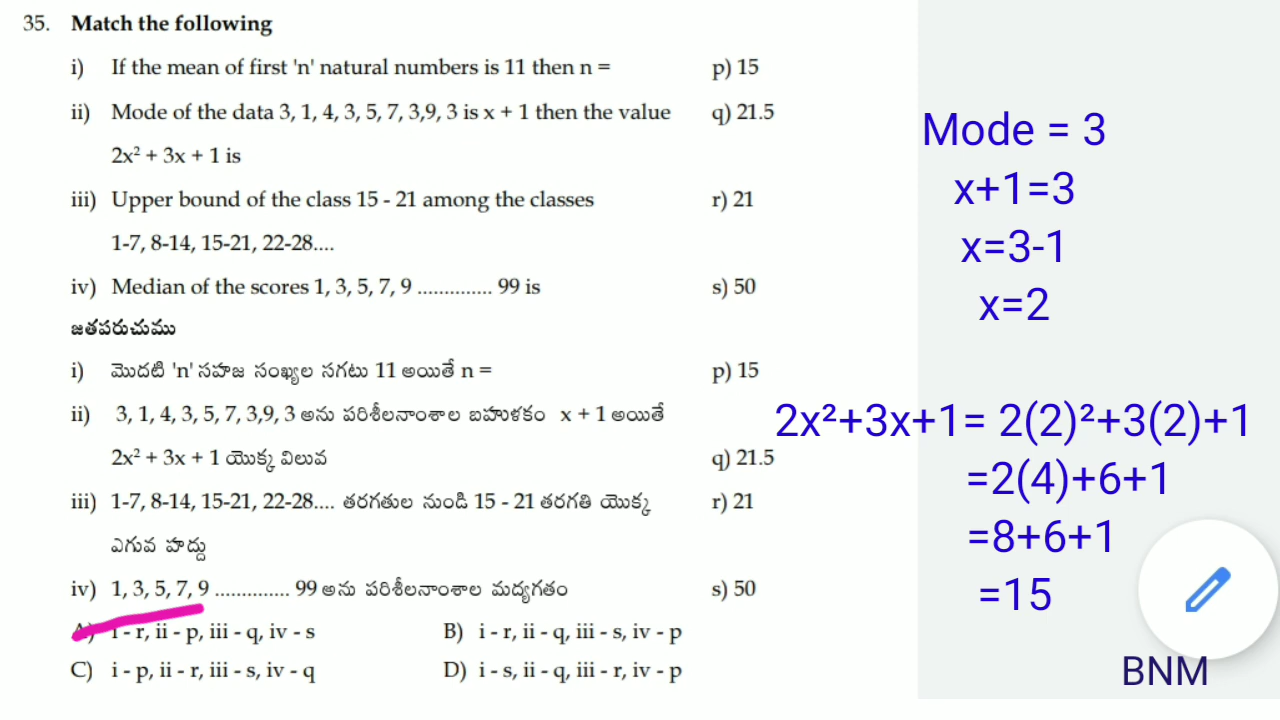 35. Match the following
i) If the mean of first 'n' natural numbers is 11 then n = p) 15
ii) Mode of the data 3, 1, 4, 3, 5, 7, 3,9, 3 is x + 1 then the value q) 21.5
2x² + 3x + 1 is
iii) Upper bound of the class 15 - 21 among the classes r) 21
1-7, 8-14, 15-21, 22-28....
iv) Median of the scores 1, 3, 5, 7, 9 .............. 99 is s) 50
జతపరుచుము
i) మొదటి 'n' సహజ సంఖ్యల సగటు 11 అయితే n = p) 15
ii) 3, 1, 4, 3, 5, 7, 3,9, 3 అను పరిశీలనాంశాల బహుళకం x + 1 అయితే
2x² + 3x + 1 యొక్క విలువ q) 21.5
iii) 1-7, 8-14, 15-21, 22-28.... తరగతుల నుండి 15 - 21 తరగతి యొక్క r) 21
ఎగువ హద్దు
iv) 1, 3, 5, 7, 9 .............. 99 అను పరిశీలనాంశాల మద్యగతం s) 50
A) i - r, ii - p, iii - q, iv - s B) i - r, ii - q, iii - s, iv - p
C) i - p, ii - r, iii - s, iv - q D) i - s, ii - q, iii - r, iv - p
Mode = 3
x+1=3
x=3-1
x=2
2x²+3x+1= 2(2)²+3(2)+1
=2(4)+6+1
=8+6+1
=15
BNM